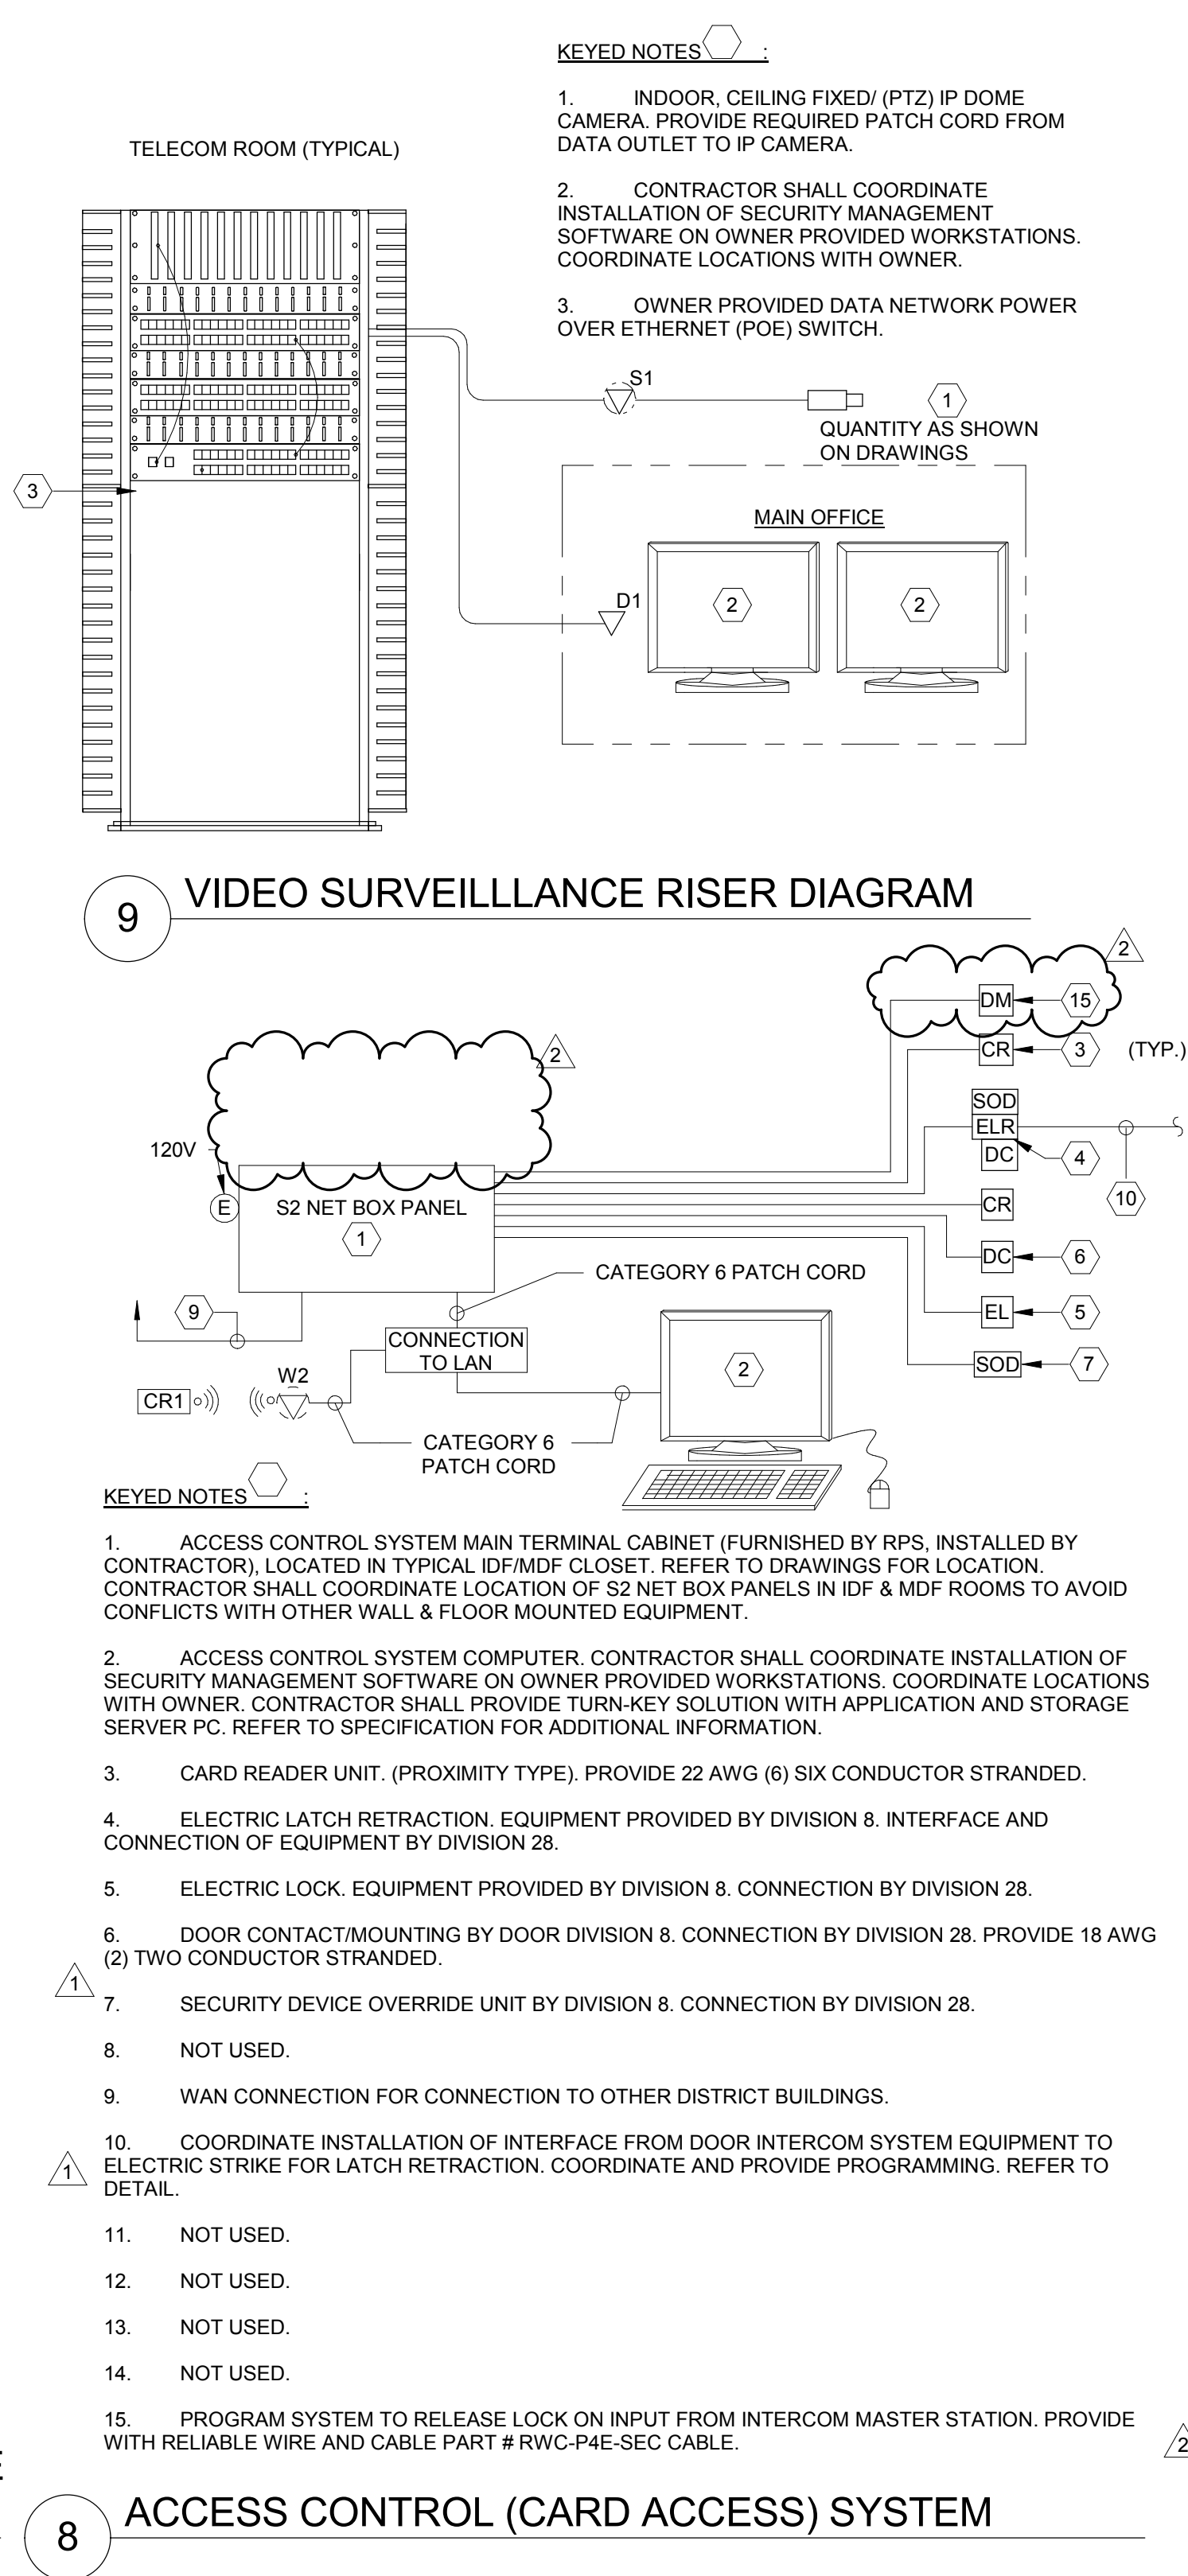 KEYED NOTES :
1. INDOOR, CEILING FIXED/ (PTZ) IP DOME
CAMERA. PROVIDE REQUIRED PATCH CORD FROM
DATA OUTLET TO IP CAMERA.
2. CONTRACTOR SHALL COORDINATE
INSTALLATION OF SECURITY MANAGEMENT
SOFTWARE ON OWNER PROVIDED WORKSTATIONS.
COORDINATE LOCATIONS WITH OWNER.
3. OWNER PROVIDED DATA NETWORK POWER
OVER ETHERNET (POE) SWITCH.
TELECOM ROOM (TYPICAL)
S1
1
QUANTITY AS SHOWN
ON DRAWINGS
3
MAIN OFFICE
D1
2
2
9
VIDEO SURVEILLLANCE RISER DIAGRAM
2
DM
15
2
CR
3
(TYP.)
SOD
ELR
DC
4
10
120V
E
S2 NET BOX PANEL
1
CR
DC
6
CATEGORY 6 PATCH CORD
9
EL
5
CONNECTION
TO LAN
SOD
7
2
W2
CR1
CATEGORY 6
PATCH CORD
KEYED NOTES :
1. ACCESS CONTROL SYSTEM MAIN TERMINAL CABINET (FURNISHED BY RPS, INSTALLED BY
CONTRACTOR), LOCATED IN TYPICAL IDF/MDF CLOSET. REFER TO DRAWINGS FOR LOCATION.
CONTRACTOR SHALL COORDINATE LOCATION OF S2 NET BOX PANELS IN IDF & MDF ROOMS TO AVOID
CONFLICTS WITH OTHER WALL & FLOOR MOUNTED EQUIPMENT.
2. ACCESS CONTROL SYSTEM COMPUTER. CONTRACTOR SHALL COORDINATE INSTALLATION OF
SECURITY MANAGEMENT SOFTWARE ON OWNER PROVIDED WORKSTATIONS. COORDINATE LOCATIONS
WITH OWNER. CONTRACTOR SHALL PROVIDE TURN-KEY SOLUTION WITH APPLICATION AND STORAGE
SERVER PC. REFER TO SPECIFICATION FOR ADDITIONAL INFORMATION.
3. CARD READER UNIT. (PROXIMITY TYPE). PROVIDE 22 AWG (6) SIX CONDUCTOR STRANDED.
4. ELECTRIC LATCH RETRACTION. EQUIPMENT PROVIDED BY DIVISION 8. INTERFACE AND
CONNECTION OF EQUIPMENT BY DIVISION 28.
5. ELECTRIC LOCK. EQUIPMENT PROVIDED BY DIVISION 8. CONNECTION BY DIVISION 28.
6. DOOR CONTACT/MOUNTING BY DOOR DIVISION 8. CONNECTION BY DIVISION 28. PROVIDE 18 AWG
(2) TWO CONDUCTOR STRANDED.
1
7. SECURITY DEVICE OVERRIDE UNIT BY DIVISION 8. CONNECTION BY DIVISION 28.
8. NOT USED.
9. WAN CONNECTION FOR CONNECTION TO OTHER DISTRICT BUILDINGS.
10. COORDINATE INSTALLATION OF INTERFACE FROM DOOR INTERCOM SYSTEM EQUIPMENT TO
1
ELECTRIC STRIKE FOR LATCH RETRACTION. COORDINATE AND PROVIDE PROGRAMMING. REFER TO
DETAIL.
11. NOT USED.
12. NOT USED.
13. NOT USED.
14. NOT USED.
15. PROGRAM SYSTEM TO RELEASE LOCK ON INPUT FROM INTERCOM MASTER STATION. PROVIDE
WITH RELIABLE WIRE AND CABLE PART # RWC-P4E-SEC CABLE.
2
8
ACCESS CONTROL (CARD ACCESS) SYSTEM